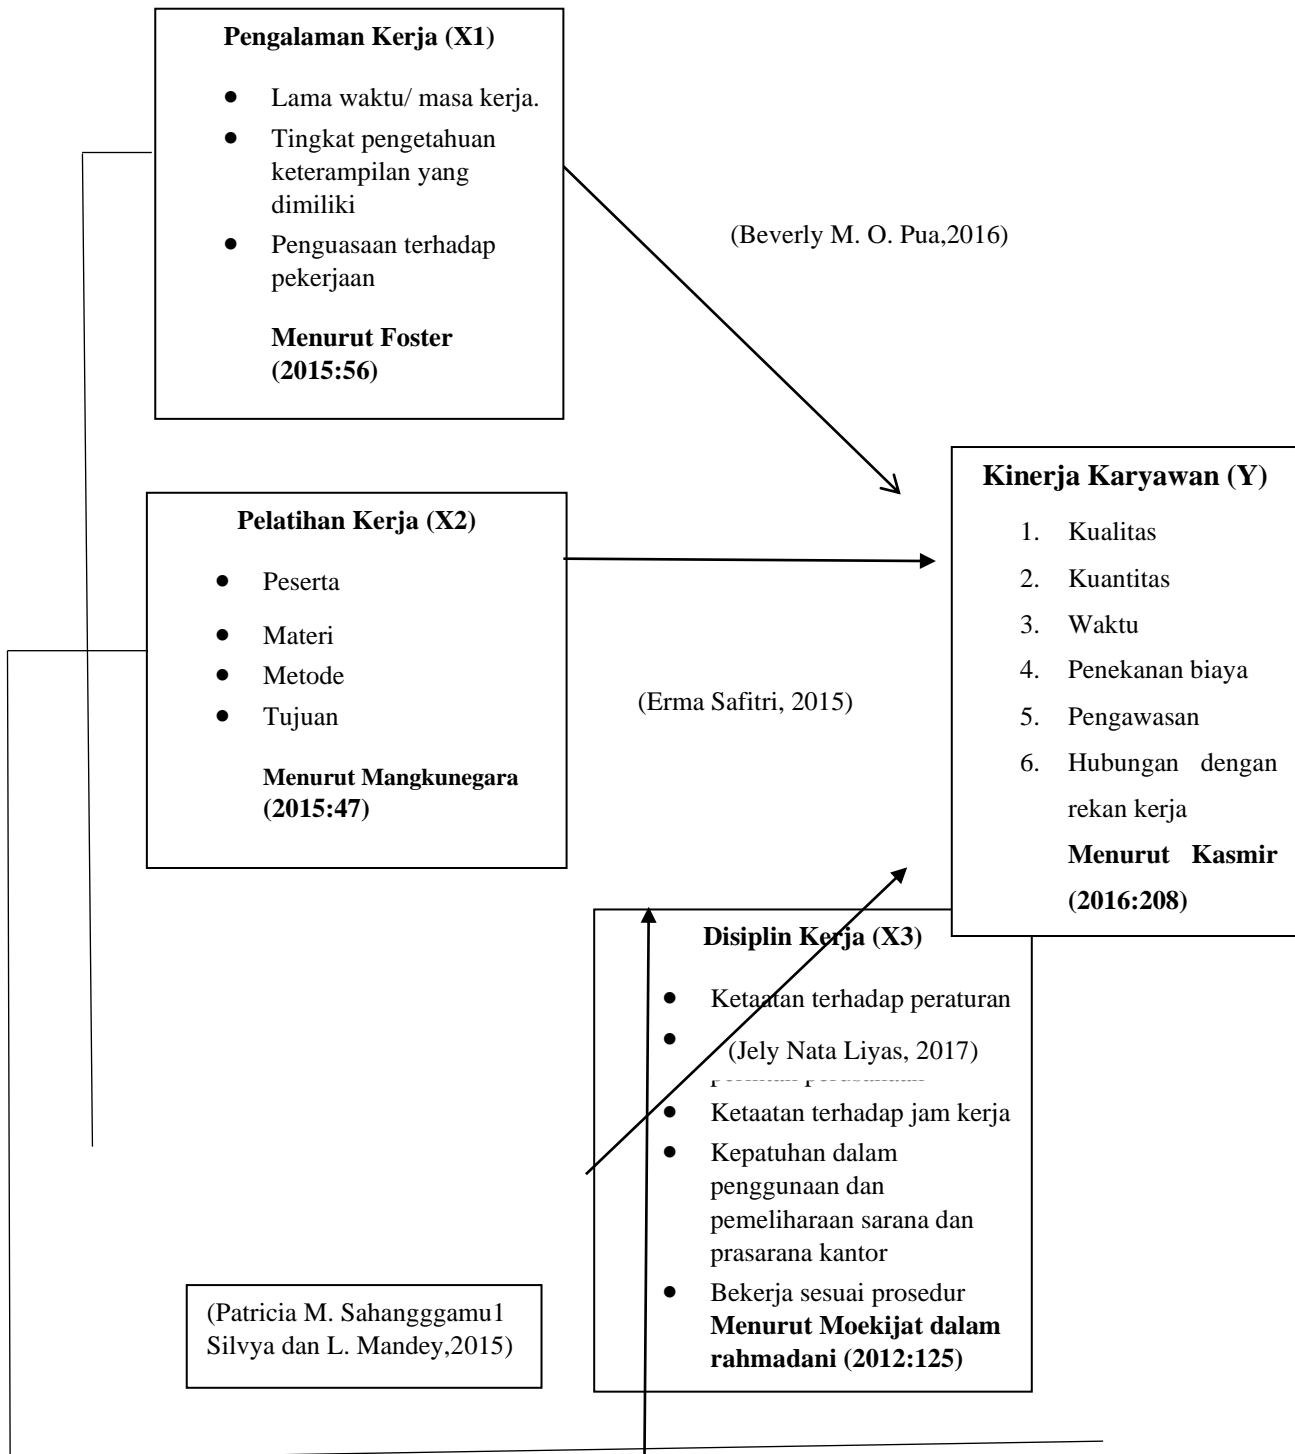 Pengalaman Kerja (X1)
● Lama waktu/ masa kerja.
● Tingkat pengetahuan
keterampilan yang
dimiliki
● Penguasaan terhadap
pekerjaan
Menurut Foster
(2015:56)
(Beverly M. O. Pua,2016)
Pelatihan Kerja (X2)
● Peserta
● Materi
● Metode
● Tujuan
Menurut Mangkunegara
(2015:47)
(Erma Safitri, 2015)
Kinerja Karyawan (Y)
1. Kualitas
2. Kuantitas
3. Waktu
4. Penekanan biaya
5. Pengawasan
6. Hubungan dengan
rekan kerja
Menurut Kasmir
(2016:208)
Disiplin Kerja (X3)
● Ketaatan terhadap peraturan
●
(Jely Nata Liyas, 2017)
● Ketaatan terhadap jam kerja
● Kepatuhan dalam
penggunaan dan
pemeliharaan sarana dan
prasarana kantor
● Bekerja sesuai prosedur
Menurut Moekijat dalam
rahmadani (2012:125)
(Patricia M. Sahangggamu1
Silvya dan L. Mandey,2015)